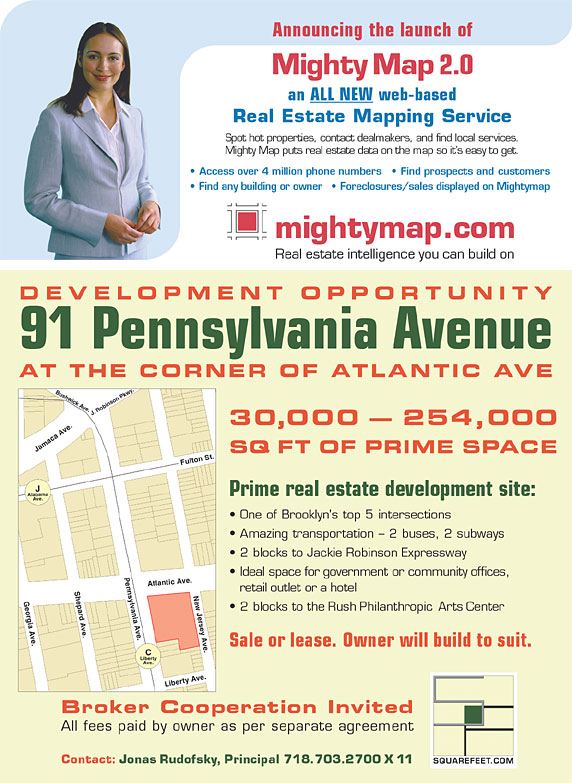 Announcing the launch of
Mighty Map 2.0
an ALL NEW web-based
Real Estate Mapping Service
Spot hot properties, contact dealmakers, and find local services.
Mighty Map puts real estate data on the map so it's easy to get.
• Access over 4 million phone numbers • Find prospects and customers
• Find any building or owner • Foreclosures/sales displayed on Mightymap
mightymap.com
Real estate intelligence you can build on
DEVELOPMENT OPPORTUNITY
91 Pennsylvania Avenue
AT THE CORNER OF ATLANTIC AVE
Bushwick Ave.
J. Robinson Pkwy.
Jamaca Ave.
Fulton St.
J
Alabama
Ave.
Atlantic Ave.
Georgia Ave.
Shepard Ave.
Pennsylvania Ave.
New Jersey Ave.
C
Liberty
Ave.
Liberty Ave.
30,000 – 254,000
SQ FT OF PRIME SPACE
Prime real estate development site:
• One of Brooklyn's top 5 intersections
• Amazing transportation – 2 buses, 2 subways
• 2 blocks to Jackie Robinson Expressway
• Ideal space for government or community offices,
retail outlet or a hotel
• 2 blocks to the Rush Philanthropic Arts Center
Sale or lease. Owner will build to suit.
Broker Cooperation Invited
All fees paid by owner as per separate agreement
Contact: Jonas Rudofsky, Principal 718.703.2700 X 11
SQUAREFEET.COM